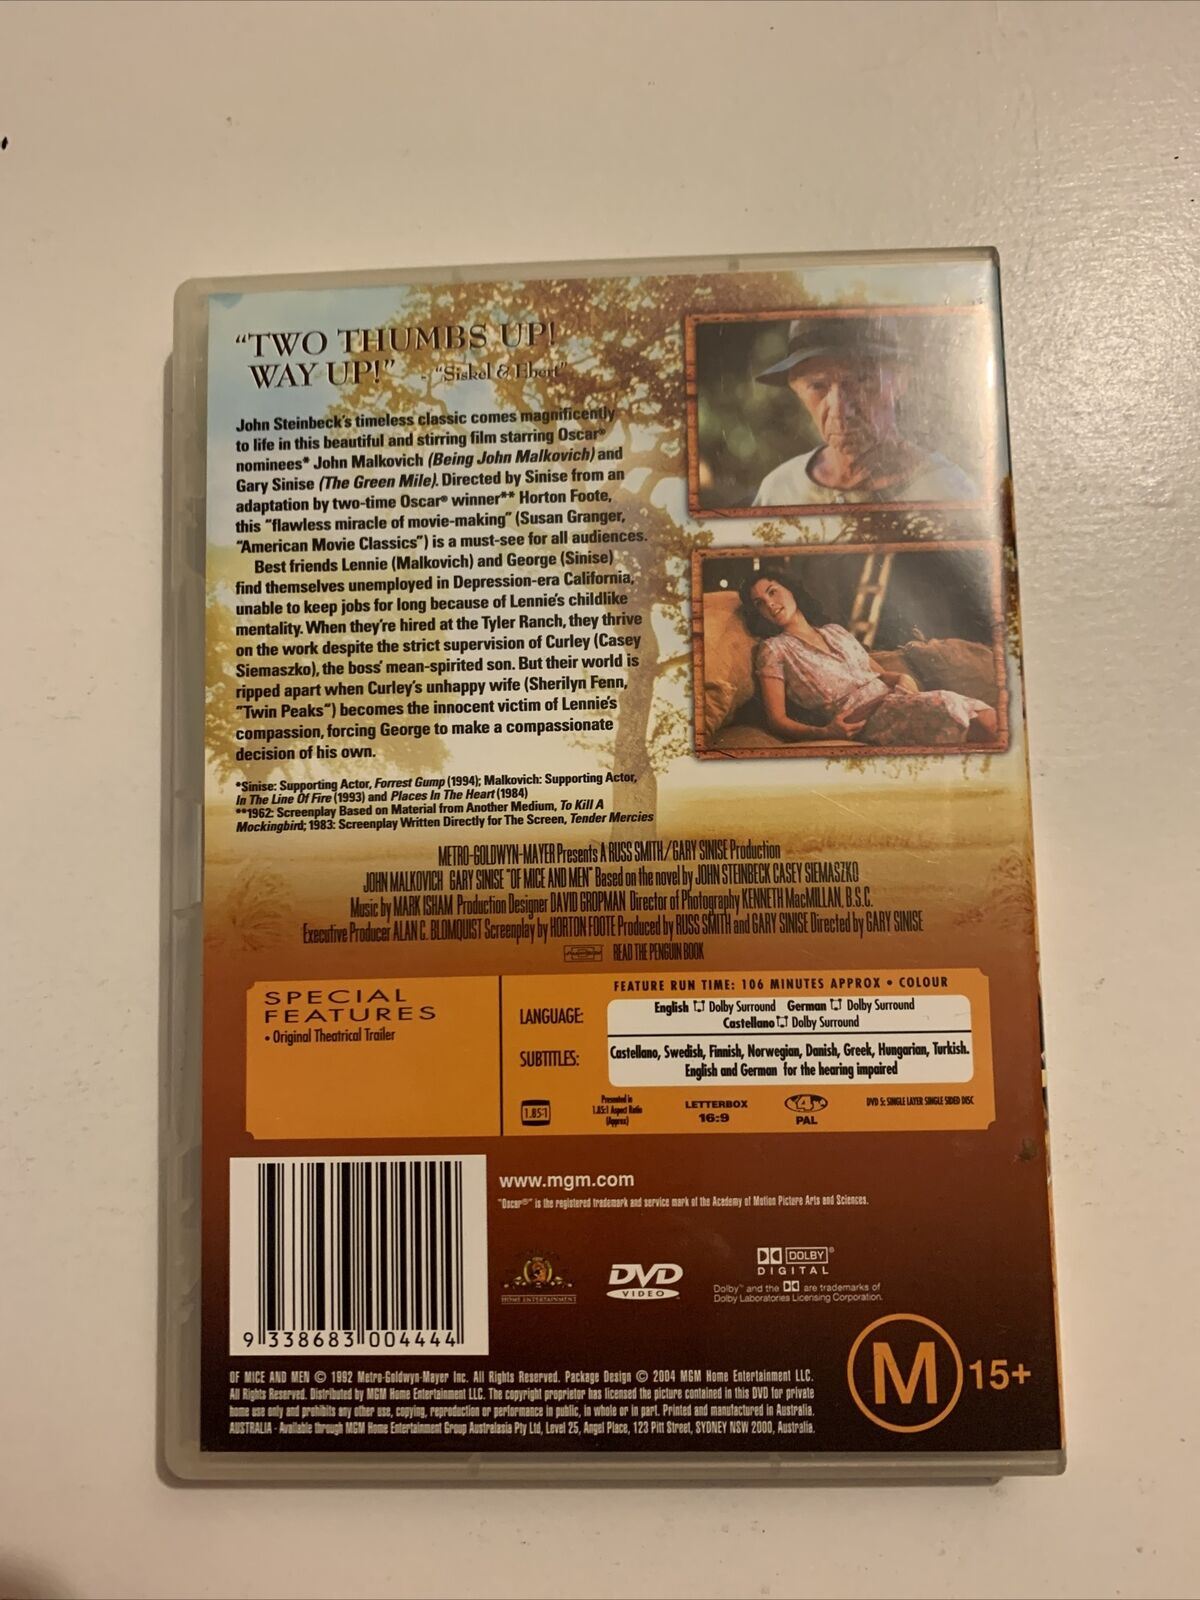 “TWO THUMBS UP!
WAY UP!” - “Siskel & Ebert”
John Steinbeck's timeless classic comes magnificently
to life in this beautiful and stirring film starring Oscar®
nominees* John Malkovich (Being John Malkovich) and
Gary Sinise (The Green Mile). Directed by Sinise from an
adaptation by two-time Oscar® winner** Horton Foote,
this “flawless miracle of movie-making” (Susan Granger,
“American Movie Classics”) is a must-see for all audiences.
Best friends Lennie (Malkovich) and George (Sinise)
find themselves unemployed in Depression-era California,
unable to keep jobs for long because of Lennie's childlike
mentality. When they're hired at the Tyler Ranch, they thrive
on the work despite the strict supervision of Curley (Casey
Siemaszko), the boss' mean-spirited son. But their world is
ripped apart when Curley's unhappy wife (Sherilyn Fenn,
“Twin Peaks”) becomes the innocent victim of Lennie's
compassion, forcing George to make a compassionate
decision of his own.
*Sinise: Supporting Actor, Forrest Gump (1994); Malkovich: Supporting Actor,
In The Line Of Fire (1993) and Places In The Heart (1984)
**1962: Screenplay Based on Material from Another Medium, To Kill A
Mockingbird; 1983: Screenplay Written Directly for The Screen, Tender Mercies
METRO-GOLDWYN-MAYER Presents A RUSS SMITH/GARY SINISE Production
JOHN MALKOVICH GARY SINISE "OF MICE AND MEN" Based on the novel by JOHN STEINBECK CASEY SIEMASZKO
Music by MARK ISHAM Production Designer DAVID GROPMAN Director of Photography KENNETH MacMILLAN, B.S.C.
Executive Producer ALAN C. BLOMQUIST Screenplay by HORTON FOOTE Produced by RUSS SMITH and GARY SINISE Directed by GARY SINISE
READ THE PENGUIN BOOK
SPECIAL
FEATURES
• Original Theatrical Trailer
FEATURE RUN TIME: 106 MINUTES APPROX • COLOUR
LANGUAGE:
English Dolby Surround German Dolby Surround
Castellano Dolby Surround
SUBTITLES:
Castellano, Swedish, Finnish, Norwegian, Danish, Greek, Hungarian, Turkish.
English and German for the hearing impaired
1.85:1
Presented in
1.85:1 Aspect Ratio
(Approx)
LETTERBOX
16:9
4
PAL
DVD 5: SINGLE LAYER SINGLE SIDED DISC
www.mgm.com
"Oscar®" is the registered trademark and service mark of the Academy of Motion Picture Arts and Sciences.
HOME ENTERTAINMENT
DVD
VIDEO
DOLBY®
DIGITAL
Dolby™ and the are trademarks of
Dolby Laboratories Licensing Corporation.
9 338683 004444
OF MICE AND MEN © 1992 Metro-Goldwyn-Mayer Inc. All Rights Reserved. Package Design © 2004 MGM Home Entertainment LLC.
All Rights Reserved. Distributed by MGM Home Entertainment LLC. The copyright proprietor has licensed the picture contained in this DVD for private
home use only and prohibits any other use, copying, reproduction or performance in public, in whole or in part. Printed and manufactured in Australia.
AUSTRALIA - Available through MGM Home Entertainment Group Australasia Pty Ltd, Level 25, Angel Place, 123 Pitt Street, SYDNEY NSW 2000, Australia.
M 15+